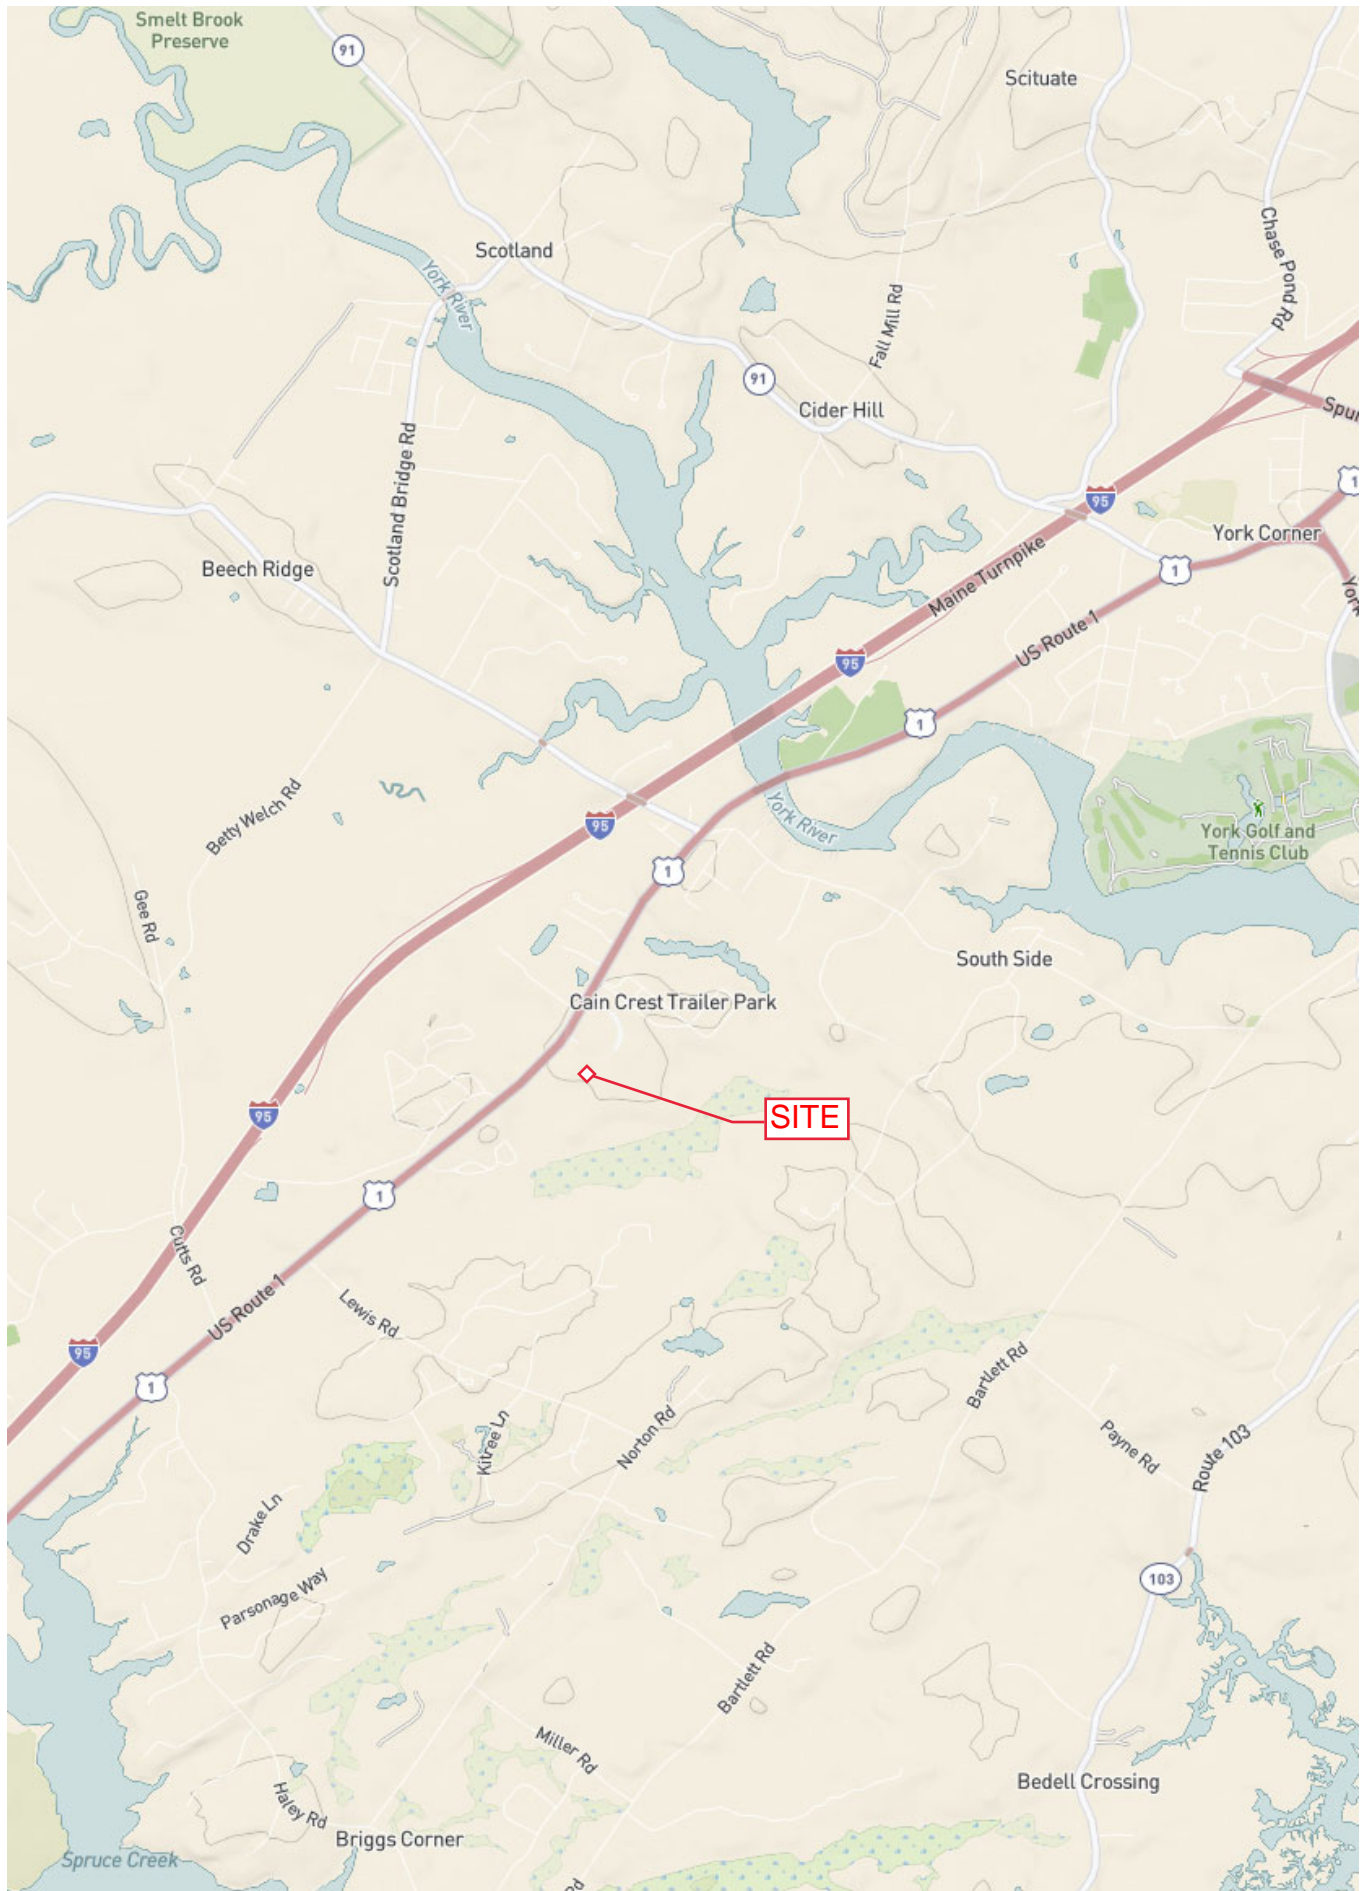 Smelt Brook
Preserve
91
Scituate
Chase Pond Rd
Scotland
York River
Fall Mill Rd
91
Cider Hill
Spur
Scotland Bridge Rd
95
1
York Corner
Beech Ridge
Maine Turnpike
1
York
US Route 1
95
1
Betty Welch Rd
95
York River
York Golf and
Tennis Club
1
Gee Rd
South Side
Cain Crest Trailer Park
SITE
95
1
Cutts Rd
US Route 1
Lewis Rd
95
1
Bartlett Rd
Kitree Ln
Norton Rd
Payne Rd
Route 103
Drake Ln
Parsonage Way
103
Bartlett Rd
Miller Rd
Bedell Crossing
Haley Rd
Briggs Corner
Spruce Creek
Rd